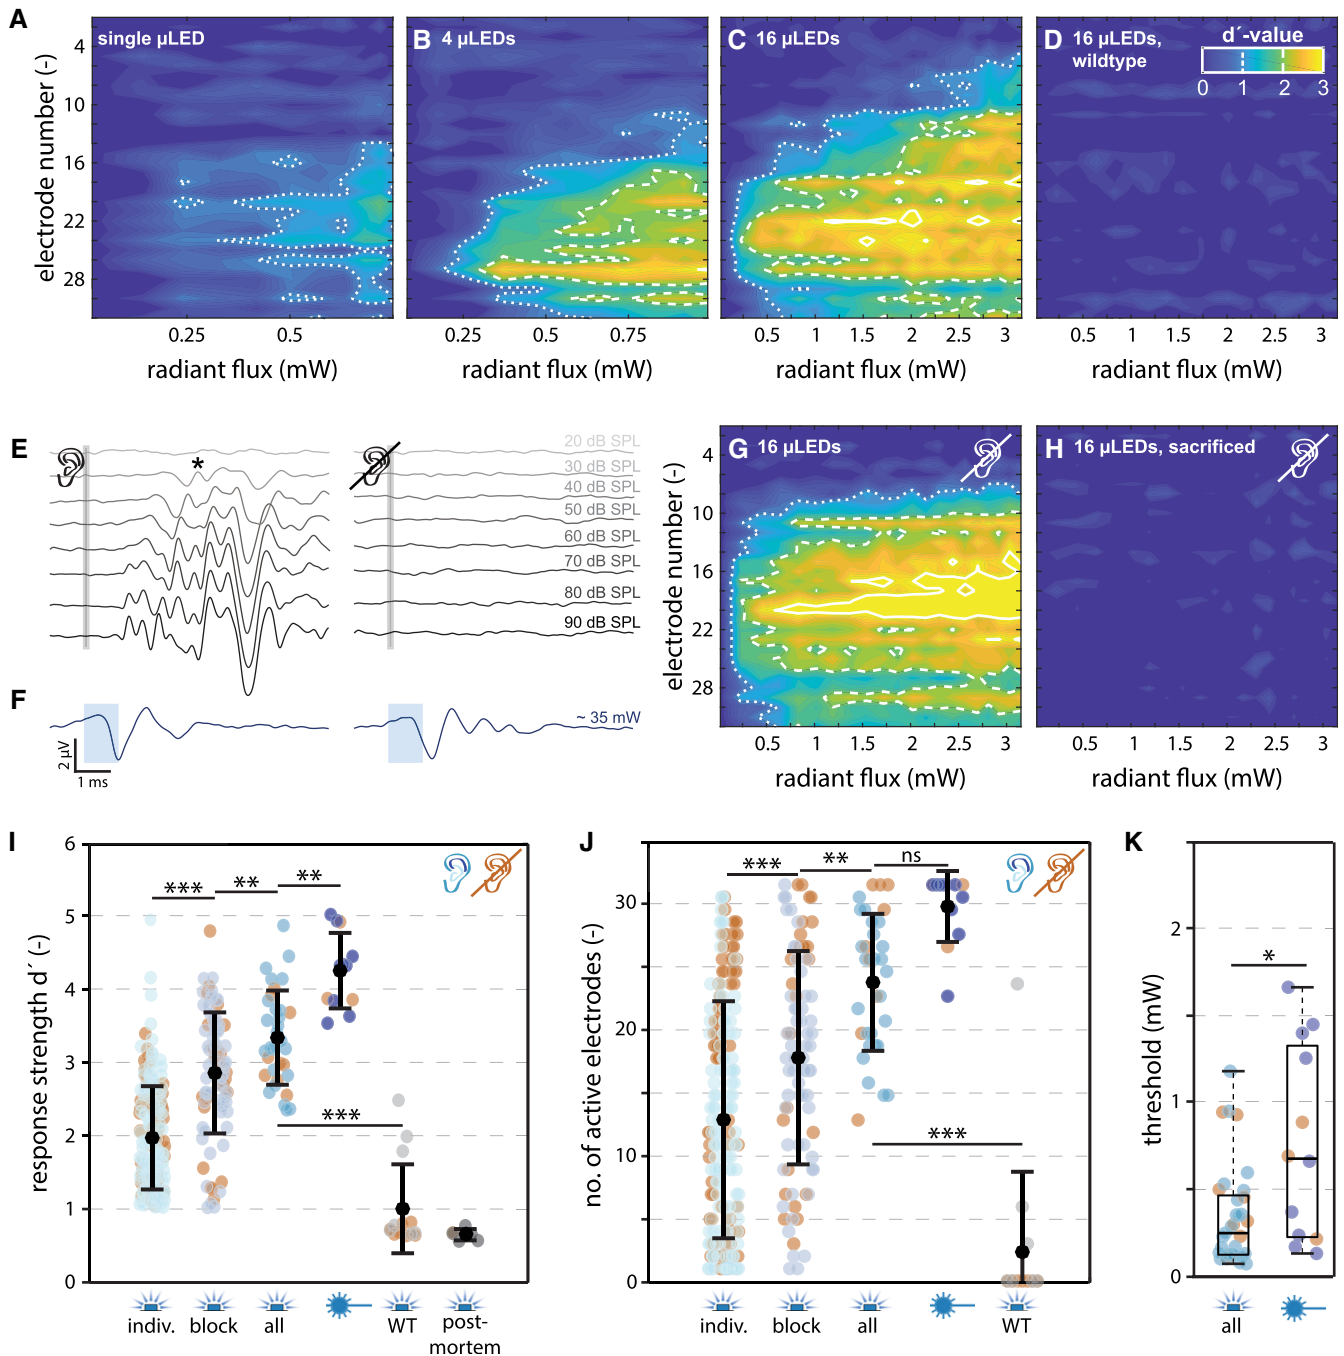 A
single µLED
B
4 µLEDs
C
16 µLEDs
D
16 µLEDs,
wildtype
d´-value
0 1 2 3
electrode number (-)
4
10
16
22
28
0.25 0.5
0.25 0.5 0.75
0.5 1 1.5 2 2.5 3
0.5 1 1.5 2 2.5 3
radiant flux (mW)
radiant flux (mW)
radiant flux (mW)
radiant flux (mW)
E
*
20 dB SPL
30 dB SPL
40 dB SPL
50 dB SPL
60 dB SPL
70 dB SPL
80 dB SPL
90 dB SPL
F
~ 35 mW
2 µV
1 ms
G
16 µLEDs
H
16 µLEDs, sacrificed
electrode number (-)
4
10
16
22
28
0.5 1 1.5 2 2.5 3
0.5 1 1.5 2 2.5 3
radiant flux (mW)
radiant flux (mW)
I
response strength d´ (-)
6
5
4
3
2
1
0
***
**
**
***
indiv.
block
all
WT
post-
mortem
J
no. of active electrodes (-)
30
20
10
0
***
**
ns
***
indiv.
block
all
WT
K
threshold (mW)
2
1
0
*
all